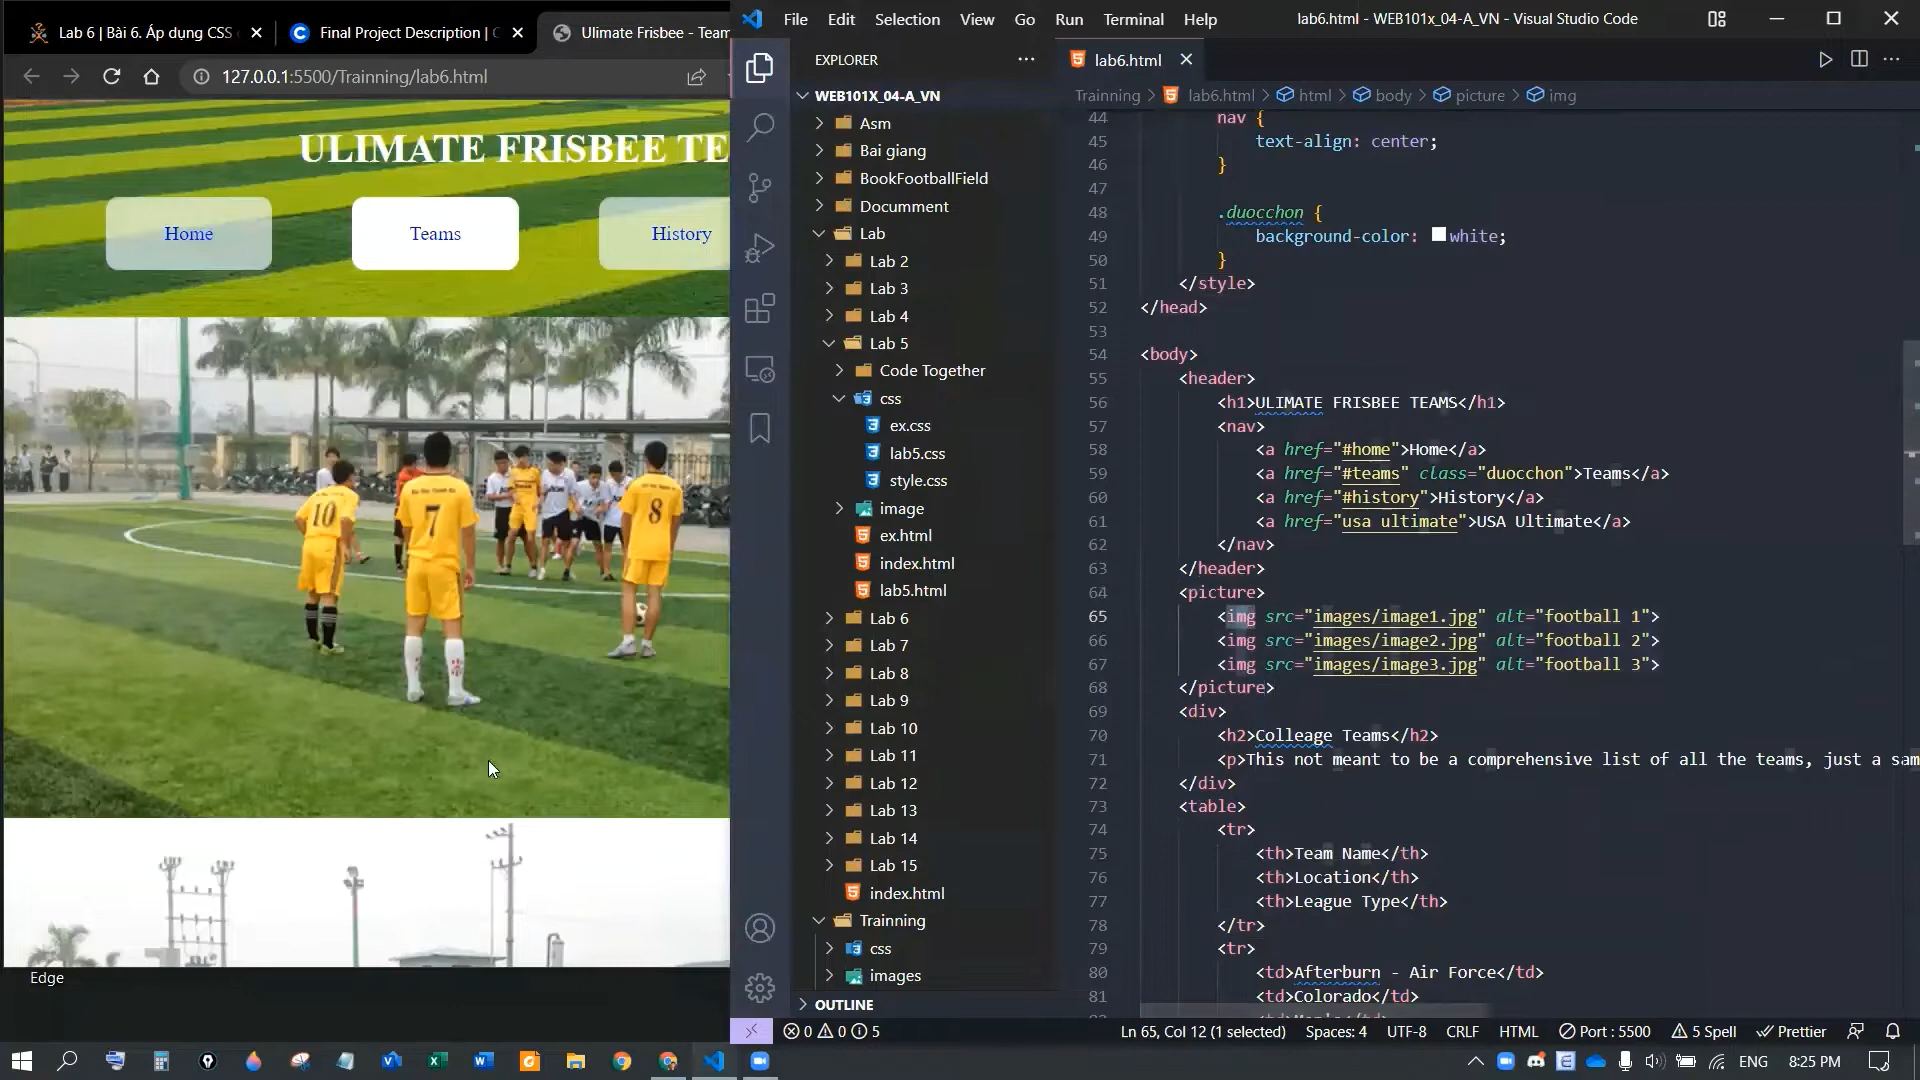 Lab 6 | Bài 6. Áp dụng CSS
Final Project Description | C
Ulimate Frisbee - Team
127.0.0.1:5500/Trainning/lab6.html
ULIMATE FRISBEE TE
Home
Teams
History
10
7
8
Edge
File Edit Selection View Go Run Terminal Help
lab6.html - WEB101x_04-A_VN - Visual Studio Code
EXPLORER
WEB101X_04-A_VN
Asm
Bai giang
BookFootballField
Documment
Lab
Lab 2
Lab 3
Lab 4
Lab 5
Code Together
css
ex.css
lab5.css
style.css
image
ex.html
index.html
lab5.html
Lab 6
Lab 7
Lab 8
Lab 9
Lab 10
Lab 11
Lab 12
Lab 13
Lab 14
Lab 15
index.html
Trainning
css
images
OUTLINE
lab6.html
Trainning > lab6.html > html > body > picture > img
44 nav {
45 text-align: center;
46 }
47
48 .duocchon {
49 background-color: white;
50 }
51 </style>
52 </head>
53
54 <body>
55 <header>
56 <h1>ULIMATE FRISBEE TEAMS</h1>
57 <nav>
58 <a href="#home">Home</a>
59 <a href="#teams" class="duocchon">Teams</a>
60 <a href="#history">History</a>
61 <a href="usa ultimate">USA Ultimate</a>
62 </nav>
63 </header>
64 <picture>
65 <img src="images/image1.jpg" alt="football 1">
66 <img src="images/image2.jpg" alt="football 2">
67 <img src="images/image3.jpg" alt="football 3">
68 </picture>
69 <div>
70 <h2>Colleage Teams</h2>
71 <p>This not meant to be a comprehensive list of all the teams, just a sam
72 </div>
73 <table>
74 <tr>
75 <th>Team Name</th>
76 <th>Location</th>
77 <th>League Type</th>
78 </tr>
79 <tr>
80 <td>Afterburn - Air Force</td>
81 <td>Colorado</td>
0 0 5
Ln 65, Col 12 (1 selected) Spaces: 4 UTF-8 CRLF HTML Port : 5500 5 Spell Prettier
ENG 8:25 PM